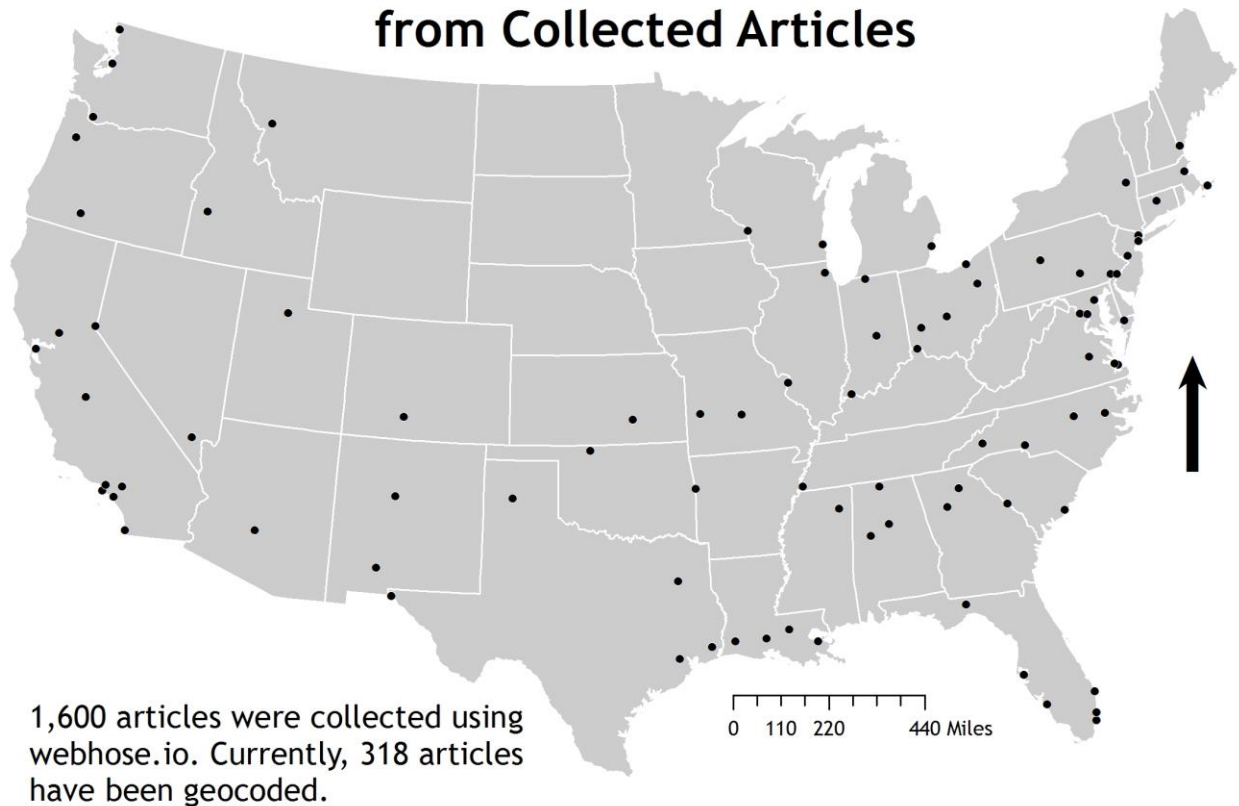 from Collected Articles
0 110 220 440 Miles
1,600 articles were collected using
webhose.io. Currently, 318 articles
have been geocoded.